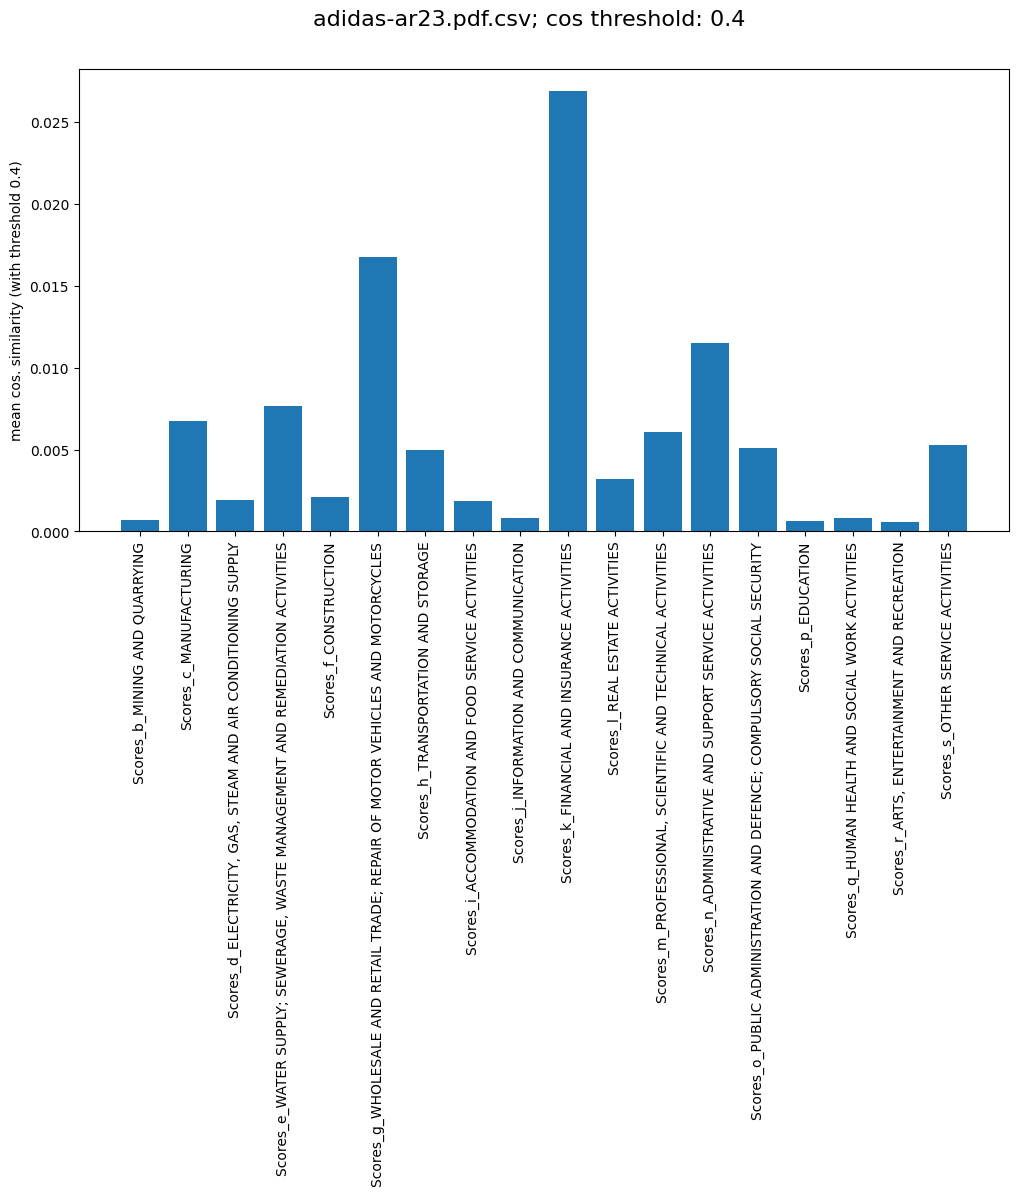 adidas-ar23.pdf.csv; cos threshold: 0.4
mean cos. similarity (with threshold 0.4)
0.025
0.020
0.015
0.010
0.005
0.000
Scores_b_MINING AND QUARRYING
Scores_c_MANUFACTURING
Scores_d_ELECTRICITY, GAS, STEAM AND AIR CONDITIONING SUPPLY
Scores_e_WATER SUPPLY; SEWERAGE, WASTE MANAGEMENT AND REMEDIATION ACTIVITIES
Scores_f_CONSTRUCTION
Scores_g_WHOLESALE AND RETAIL TRADE; REPAIR OF MOTOR VEHICLES AND MOTORCYCLES
Scores_h_TRANSPORTATION AND STORAGE
Scores_i_ACCOMMODATION AND FOOD SERVICE ACTIVITIES
Scores_j_INFORMATION AND COMMUNICATION
Scores_k_FINANCIAL AND INSURANCE ACTIVITIES
Scores_l_REAL ESTATE ACTIVITIES
Scores_m_PROFESSIONAL, SCIENTIFIC AND TECHNICAL ACTIVITIES
Scores_n_ADMINISTRATIVE AND SUPPORT SERVICE ACTIVITIES
Scores_o_PUBLIC ADMINISTRATION AND DEFENCE; COMPULSORY SOCIAL SECURITY
Scores_p_EDUCATION
Scores_q_HUMAN HEALTH AND SOCIAL WORK ACTIVITIES
Scores_r_ARTS, ENTERTAINMENT AND RECREATION
Scores_s_OTHER SERVICE ACTIVITIES